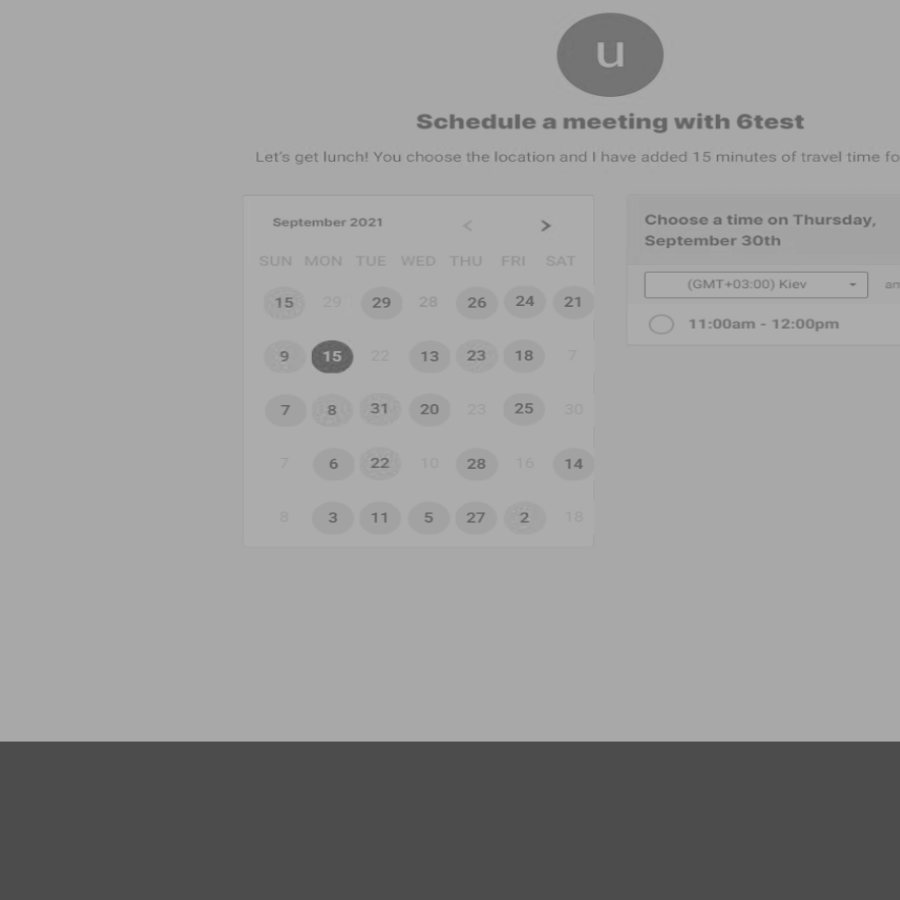 u
Schedule a meeting with 6test
Let's get lunch! You choose the location and I have added 15 minutes of travel time fo
September 2021 < >
SUN MON TUE WED THU FRI SAT
15 29 29 28 26 24 21
9 15 22 13 23 18 7
7 8 31 20 23 25 30
7 6 22 10 28 16 14
8 3 11 5 27 2 18
Choose a time on Thursday,
September 30th
(GMT+03:00) Kiev an
11:00am - 12:00pm